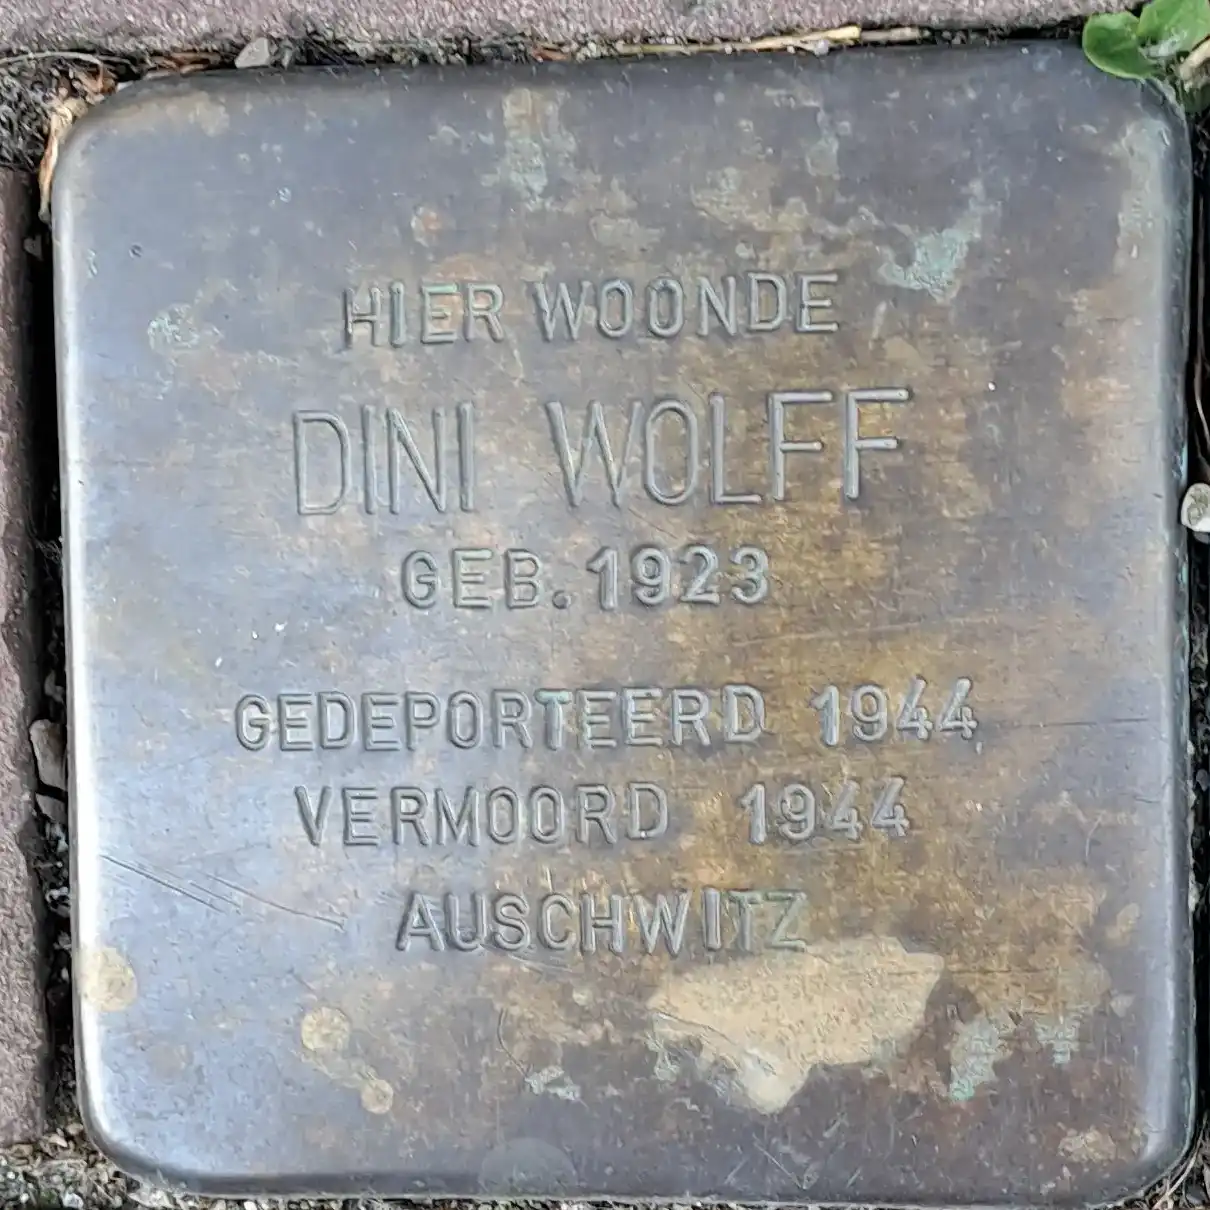 HIER WOONDE
DINI WOLFF
GEB. 1923
GEDEPORTEERD 1944
VERMOORD 1944
AUSCHWITZ